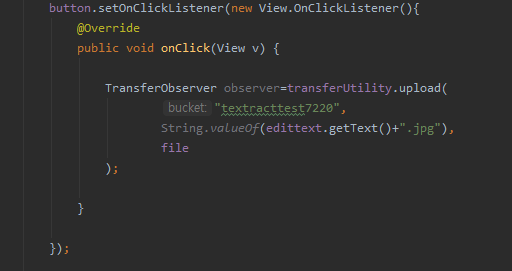 button.setOnClickListener(new View.OnClickListener(){
@Override
public void onClick(View v) {
TransferObserver observer=transferUtility.upload(
bucket: "textracttest7220",
String.valueOf(edittext.getText()+".jpg"),
file
);
}
});